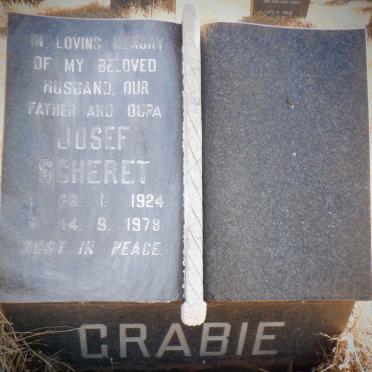 IN LOVING MEMORY
OF MY BELOVED
HUSBAND, OUR
FATHER AND OUPA
JOSEF
SCHERET
1. 1924
14. 9. 1978
REST IN PEACE.
CRABIE